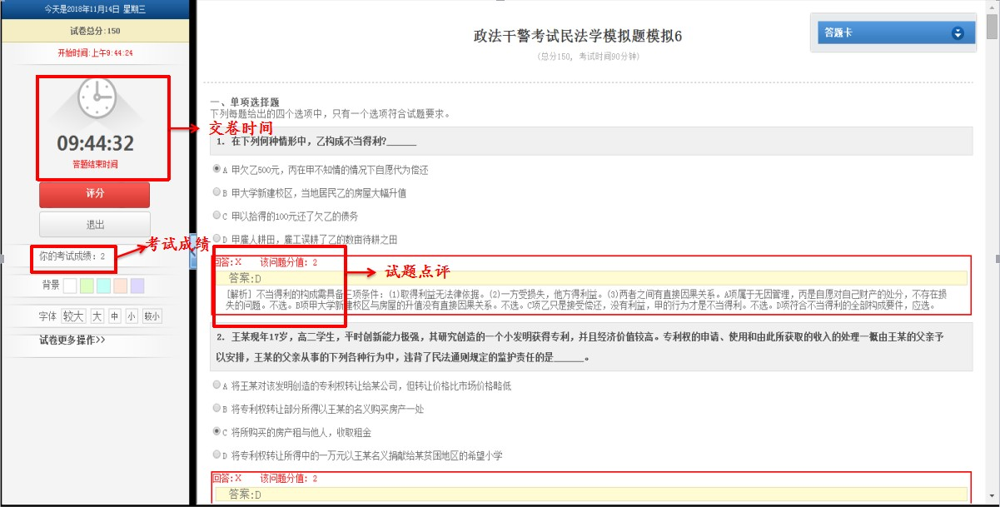 今天是2018年11月14日 星期三
试卷总分:150
开始时间:上午9:44:24
09:44:32
答题结束时间
交卷时间
评分
退出
你的考试成绩: 2
考试成绩
背景
字体 较大 大 中 小 较小
试卷更多操作>>
政法干警考试民法学模拟题模拟6
(总分150, 考试时间90分钟)
答题卡
一、单项选择题
下列每题给出的四个选项中，只有一个选项符合试题要求。
1. 在下列何种情形中，乙构成不当得利?______
A 甲欠乙500元，丙在甲不知情的情况下自愿代为偿还
B 甲大学新建校区，当地居民乙的房屋大幅升值
C 甲以拾得的100元还了欠乙的债务
D 甲雇人耕田，雇工误耕了乙的数亩待耕之田
回答:X 该问题分值: 2
试题点评
答案:D
[解析] 不当得利的构成需具备三项条件: (1)取得利益无法律依据。(2)一方受损失，他方得利益。(3)两者之间有直接因果关系。A项属于无因管理，丙是自愿对自己财产的处分，不存在损
失的问题。不选。B项甲大学新建校区与房屋的升值没有直接因果关系。不选。C项乙只是接受偿还，没有利益，甲的行为才是不当得利。不选。D项符合不当得利的全部构成要件，应选。
2. 王某现年17岁，高二学生，平时创新能力极强，其研究创造的一个小发明获得专利，并且经济价值较高。专利权的申请、使用和由此所获取的收入的处理一概由王某的父亲予
以安排，王某的父亲从事的下列各种行为中，违背了民法通则规定的监护责任的是______。
A 将王某对该发明创造的专利权转让给某公司，但转让价格比市场价格略低
B 将专利权转让部分所得以王某的名义购买房产一处
C 将所购买的房产租与他人，收取租金
D 将专利权转让所得中的一万元以王某名义捐献给某贫困地区的希望小学
回答:X 该问题分值: 2
答案:D